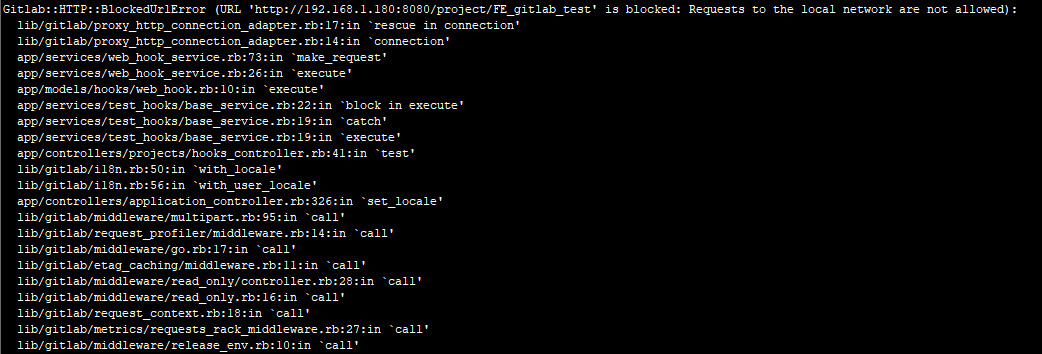 Gitlab::HTTP::BlockedUrlError (URL 'http://192.168.1.180:8080/project/FE_gitlab_test' is blocked: Requests to the local network are not allowed):
lib/gitlab/proxy_http_connection_adapter.rb:17:in `rescue in connection'
lib/gitlab/proxy_http_connection_adapter.rb:14:in `connection'
app/services/web_hook_service.rb:73:in `make_request'
app/services/web_hook_service.rb:26:in `execute'
app/models/hooks/web_hook.rb:10:in `execute'
app/services/test_hooks/base_service.rb:22:in `block in execute'
app/services/test_hooks/base_service.rb:19:in `catch'
app/services/test_hooks/base_service.rb:19:in `execute'
app/controllers/projects/hooks_controller.rb:41:in `test'
lib/gitlab/i18n.rb:50:in `with_locale'
lib/gitlab/i18n.rb:56:in `with_user_locale'
app/controllers/application_controller.rb:326:in `set_locale'
lib/gitlab/middleware/multipart.rb:95:in `call'
lib/gitlab/request_profiler/middleware.rb:14:in `call'
lib/gitlab/middleware/go.rb:17:in `call'
lib/gitlab/etag_caching/middleware.rb:11:in `call'
lib/gitlab/middleware/read_only/controller.rb:28:in `call'
lib/gitlab/middleware/read_only.rb:16:in `call'
lib/gitlab/request_context.rb:18:in `call'
lib/gitlab/metrics/requests_rack_middleware.rb:27:in `call'
lib/gitlab/middleware/release_env.rb:10:in `call'